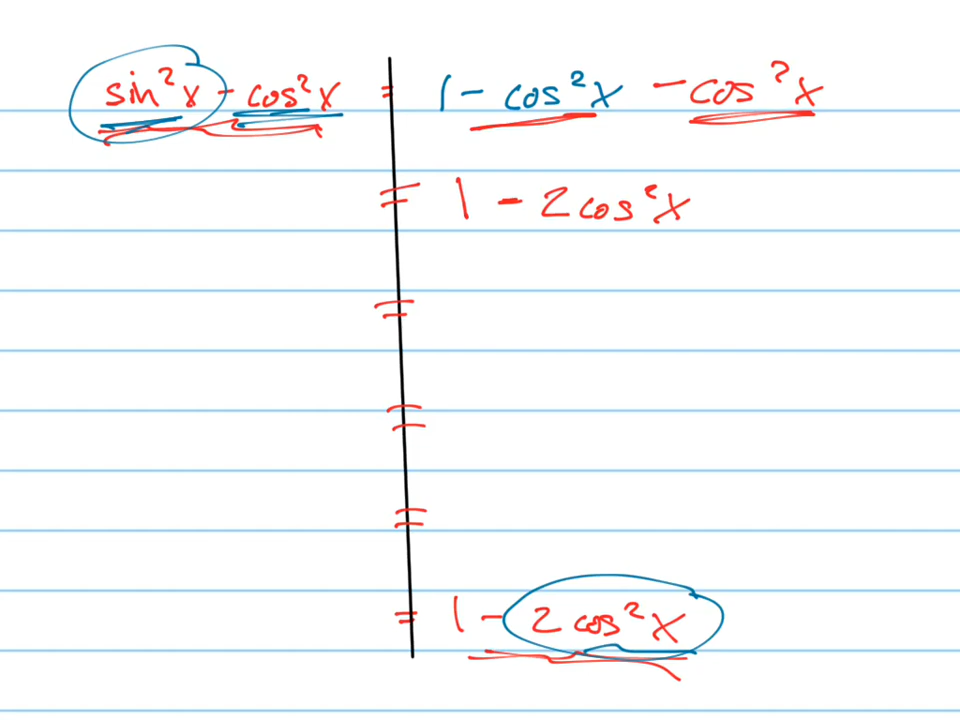 sin²x - cos²x = 1 - cos²x - cos²x
= 1 - 2cos²x
=
=
=
= 1 - 2cos²x